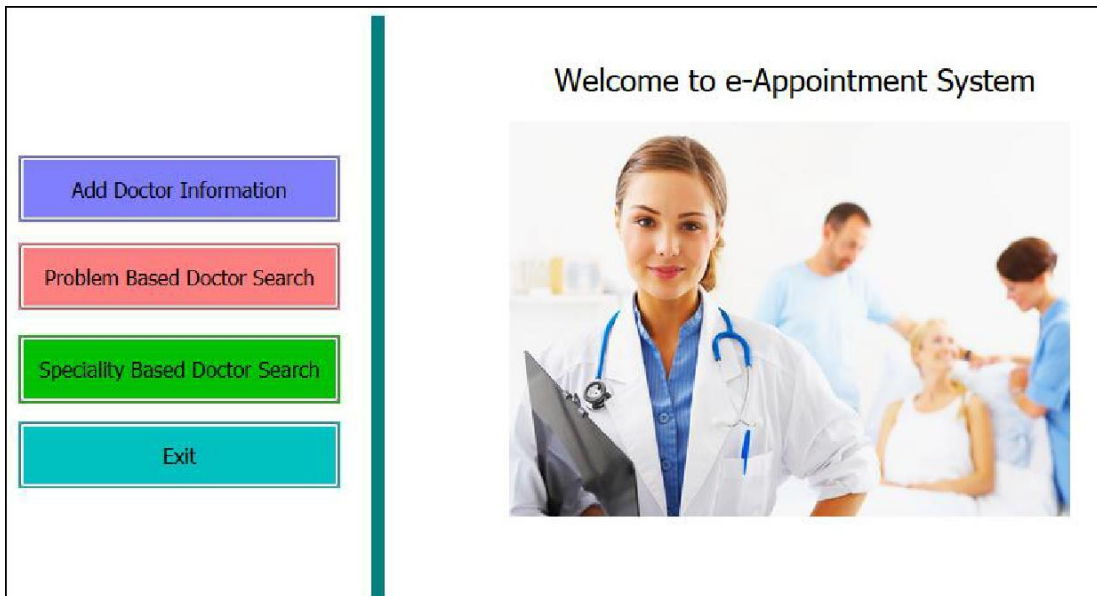 Welcome to e-Appointment System
Add Doctor Information
Problem Based Doctor Search
Speciality Based Doctor Search
Exit